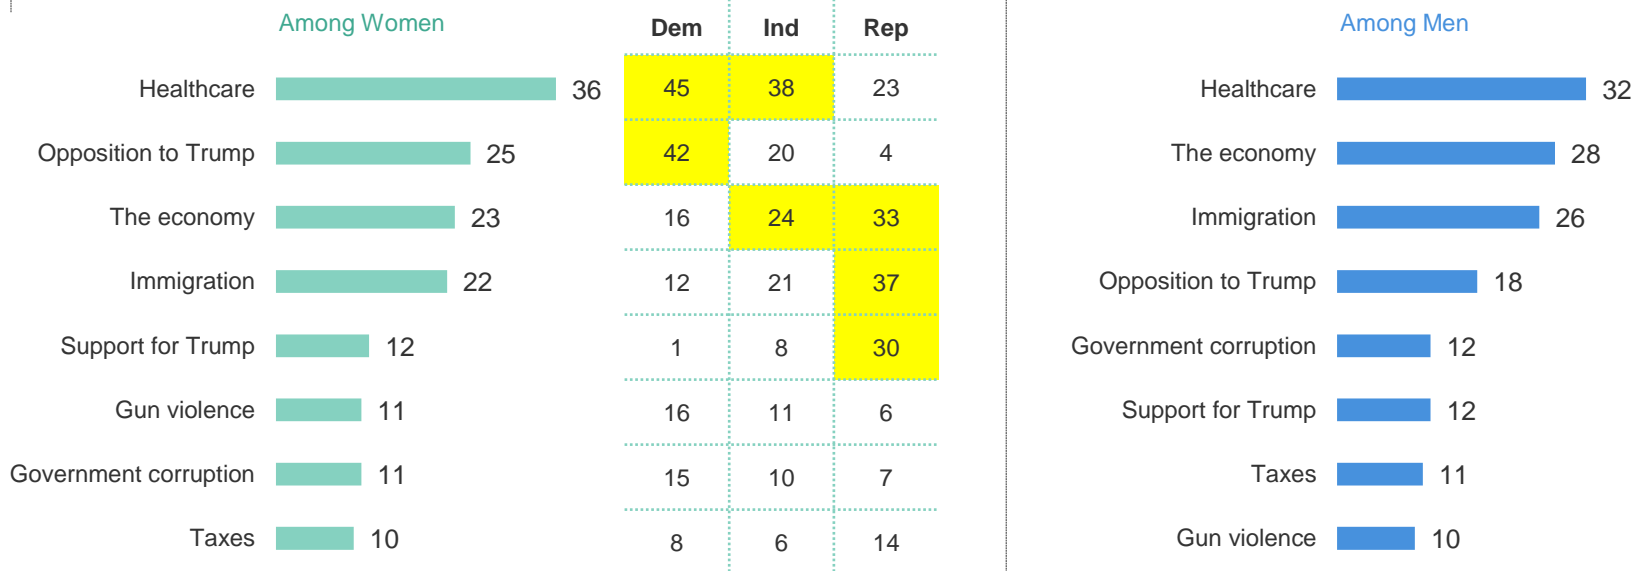 Among Women Dem Ind Rep Among Men
Healthcare 36 45 38 23 Healthcare 32
Opposition to Trump 25 42 20 4 The economy 28
The economy 23 16 24 33 Immigration 26
Immigration 22 12 21 37 Opposition to Trump 18
Support for Trump 12 1 8 30 Government corruption 12
Gun violence 11 16 11 6 Support for Trump 12
Government corruption 11 15 10 7 Taxes 11
Taxes 10 8 6 14 Gun violence 10